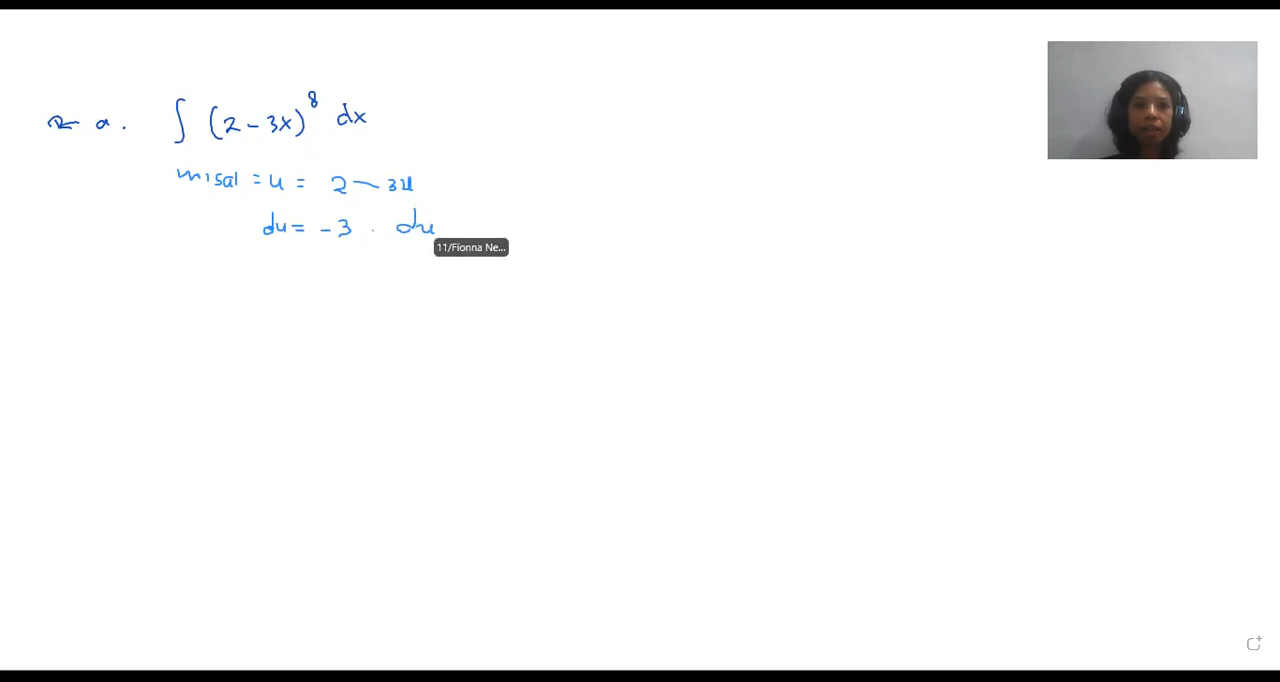 a. ∫ (2 - 3x)⁸ dx
misal = u = 2 - 3u
du = -3 . du
11/Fionna Ne...